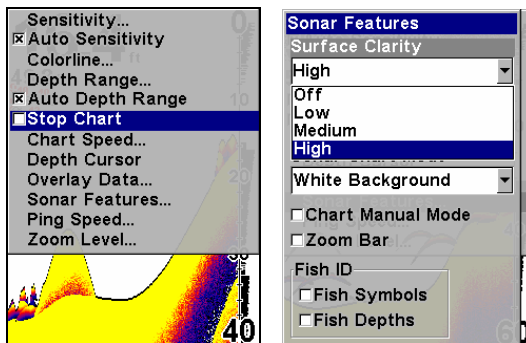 Sensitivity...
Auto Sensitivity
Colorline...
Depth Range...
Auto Depth Range
10
Stop Chart
Chart Speed...
Depth Cursor
Overlay Data...
20
Sonar Features...
Ping Speed...
Zoom Level...
40
Sonar Features
Surface Clarity
High
Off
Low
Medium
High
White Background
Chart Manual Mode
Zoom Bar
Fish ID
Fish Symbols
Fish Depths